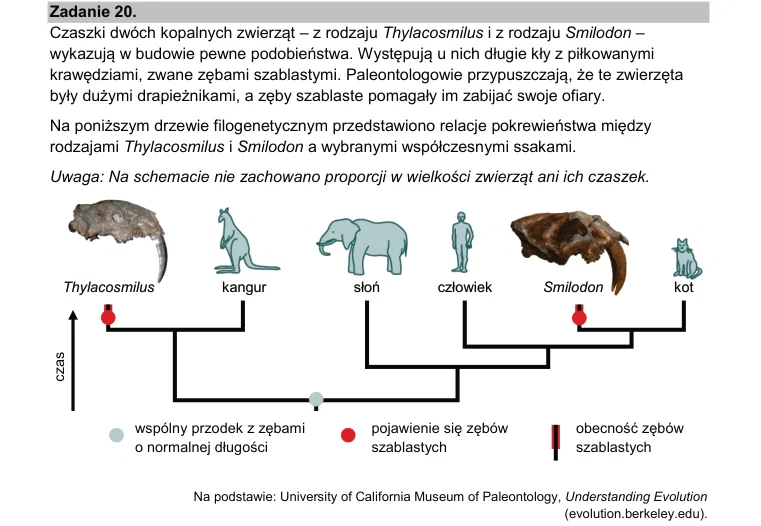 Zadanie 20.
Czaszki dwóch kopalnych zwierząt – z rodzaju Thylacosmilus i z rodzaju Smilodon –
wykazują w budowie pewne podobieństwa. Występują u nich długie kły z piłkowanymi
krawędziami, zwane zębami szablastymi. Paleontologowie przypuszczają, że te zwierzęta
były dużymi drapieżnikami, a zęby szablaste pomagały im zabijać swoje ofiary.
Na poniższym drzewie filogenetycznym przedstawiono relacje pokrewieństwa między
rodzajami Thylacosmilus i Smilodon a wybranymi współczesnymi ssakami.
Uwaga: Na schemacie nie zachowano proporcji w wielkości zwierząt ani ich czaszek.
Thylacosmilus kangur słoń człowiek Smilodon kot
czas
wspólny przodek z zębami
o normalnej długości
pojawienie się zębów
szablastych
obecność zębów
szablastych
Na podstawie: University of California Museum of Paleontology, Understanding Evolution
(evolution.berkeley.edu).